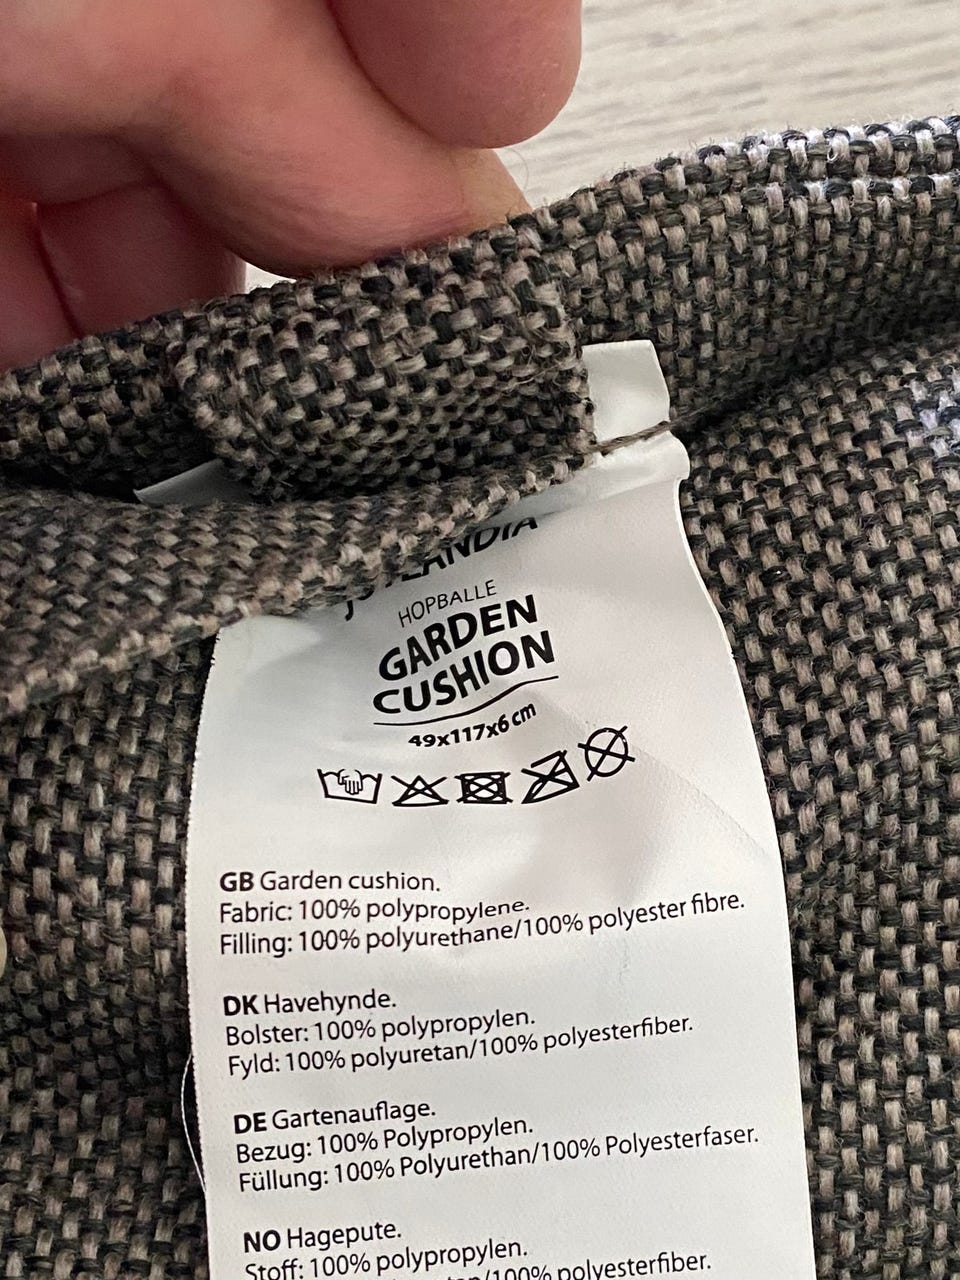 HOPBALLE
GARDEN
CUSHION
49x117x6 cm
GB Garden cushion.
Fabric: 100% polypropylene.
Filling: 100% polyurethane/100% polyester fibre.
DK Havehynde.
Bolster: 100% polypropylen.
Fyld: 100% polyuretan/100% polyesterfiber.
DE Gartenauflage.
Bezug: 100% Polypropylen.
Füllung: 100% Polyurethan/100% Polyesterfaser.
NO Hagepute.
Stoff: 100% polypropylen.
polyesterfiber.